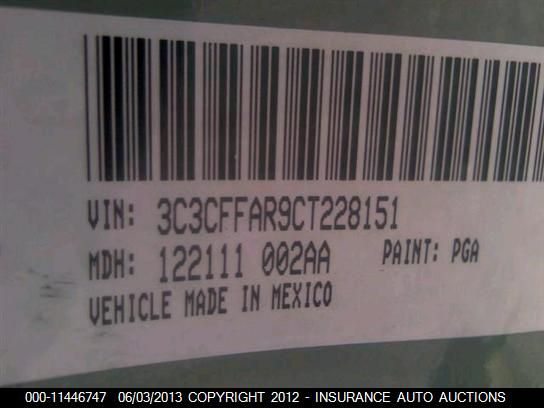 VIN: 3C3CFFAR9CT228151
MDH: 122111 002AA PAINT: PGA
VEHICLE MADE IN MEXICO
000-11446747 06/03/2013 COPYRIGHT 2012 - INSURANCE AUTO AUCTIONS